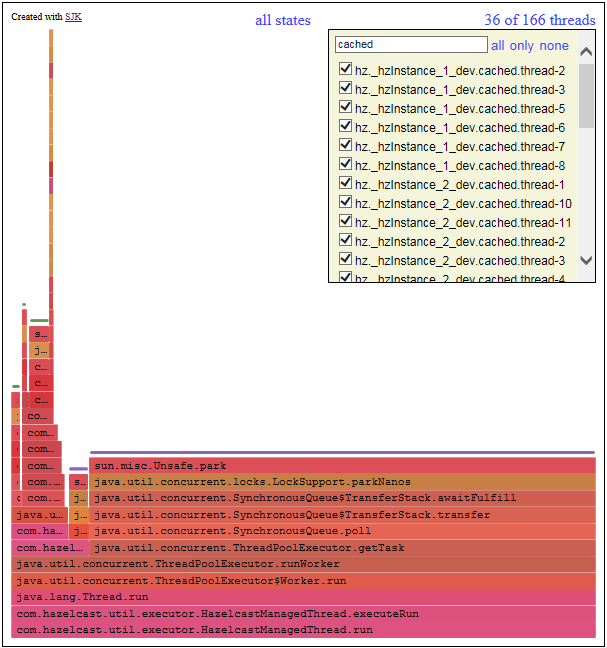 Created with SJK
all states
36 of 166 threads
cached
all only none
hz._hzInstance_1_dev.cached.thread-2
hz._hzInstance_1_dev.cached.thread-3
hz._hzInstance_1_dev.cached.thread-5
hz._hzInstance_1_dev.cached.thread-6
hz._hzInstance_1_dev.cached.thread-7
hz._hzInstance_1_dev.cached.thread-8
hz._hzInstance_2_dev.cached.thread-1
hz._hzInstance_2_dev.cached.thread-10
hz._hzInstance_2_dev.cached.thread-11
hz._hzInstance_2_dev.cached.thread-2
hz._hzInstance_2_dev.cached.thread-3
hz._hzInstance_2_dev.cached.thread-4
s…
j…
c…
c…
c…
co…
com…
com…
com… sun.misc.Unsafe.park
com.… s… java.util.concurrent.locks.LockSupport.parkNanos
com.… j… java.util.concurrent.SynchronousQueue$TransferStack.awaitFulfill
java.u… j… java.util.concurrent.SynchronousQueue$TransferStack.transfer
com.ha… j… java.util.concurrent.SynchronousQueue.poll
com.hazel… java.util.concurrent.ThreadPoolExecutor.getTask
java.util.concurrent.ThreadPoolExecutor.runWorker
java.util.concurrent.ThreadPoolExecutor$Worker.run
java.lang.Thread.run
com.hazelcast.util.executor.HazelcastManagedThread.executeRun
com.hazelcast.util.executor.HazelcastManagedThread.run